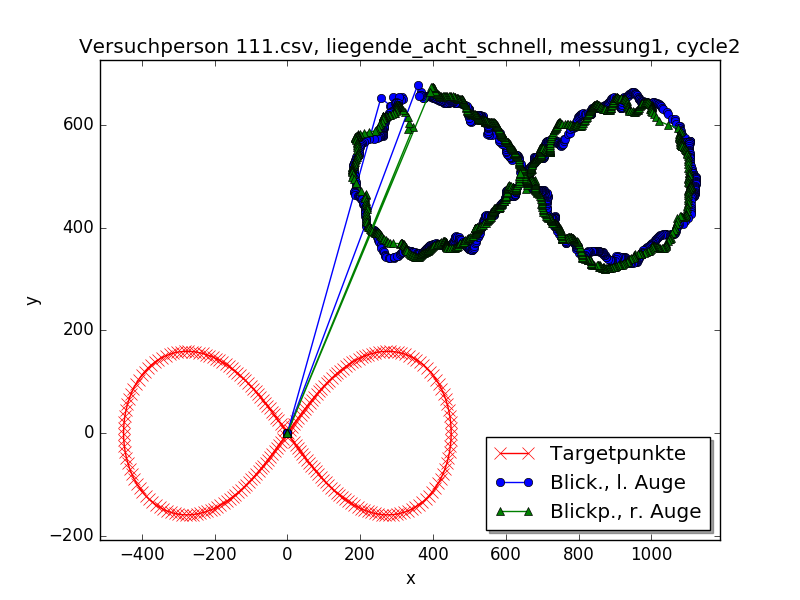 Versuchperson 111.csv, liegende_acht_schnell, messung1, cycle2
y
600
400
200
0
−200
−400
−200
0
200
400
600
800
1000
x
Targetpunkte
Blick., l. Auge
Blickp., r. Auge